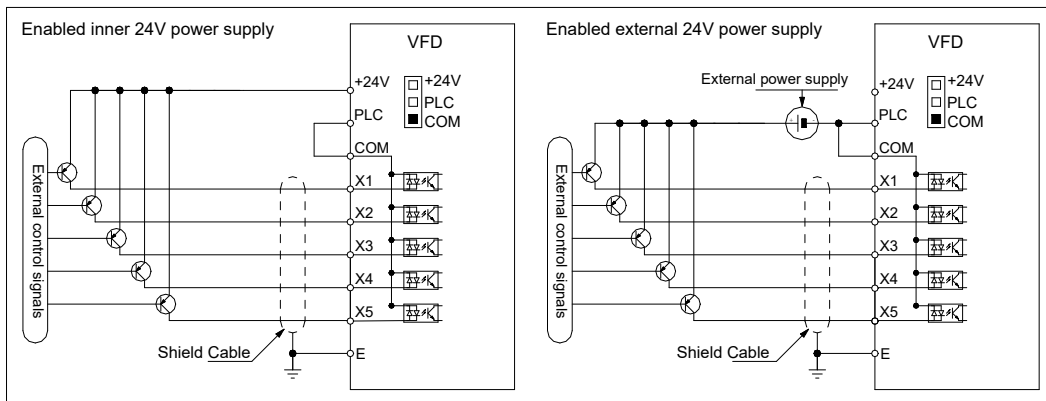 Enabled inner 24V power supply
VFD
+24V
+24V
PLC
PLC
COM
COM
X1
X2
X3
X4
X5
E
External control signals
Shield Cable
Enabled external 24V power supply
VFD
External power supply
+24V
+24V
PLC
PLC
COM
COM
X1
X2
X3
X4
X5
E
External control signals
Shield Cable